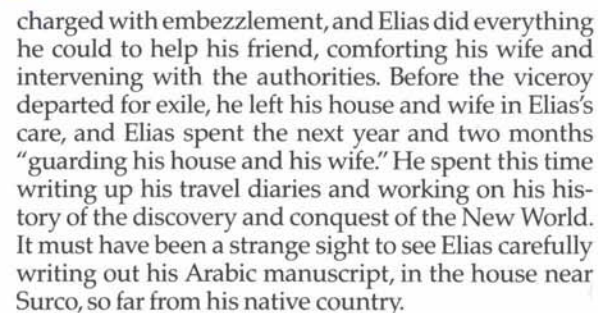 charged with embezzlement, and Elias did everything
he could to help his friend, comforting his wife and
intervening with the authorities. Before the viceroy
departed for exile, he left his house and wife in Elias's
care, and Elias spent the next year and two months
"guarding his house and his wife." He spent this time
writing up his travel diaries and working on his his-
tory of the discovery and conquest of the New World.
It must have been a strange sight to see Elias carefully
writing out his Arabic manuscript, in the house near
Surco, so far from his native country.